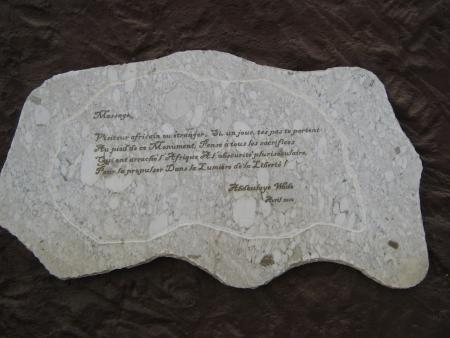 Message,
Visiteur africain ou étranger, Si, un jour, tes pas te portent
Au pied de ce Monument, Pense à tous les sacrifices
Qui ont arraché l'Afrique A l'obscurité pluriséculaire,
Pour la propulser Dans la Lumière de la Liberté !
Abdoulaye Wade
Avril